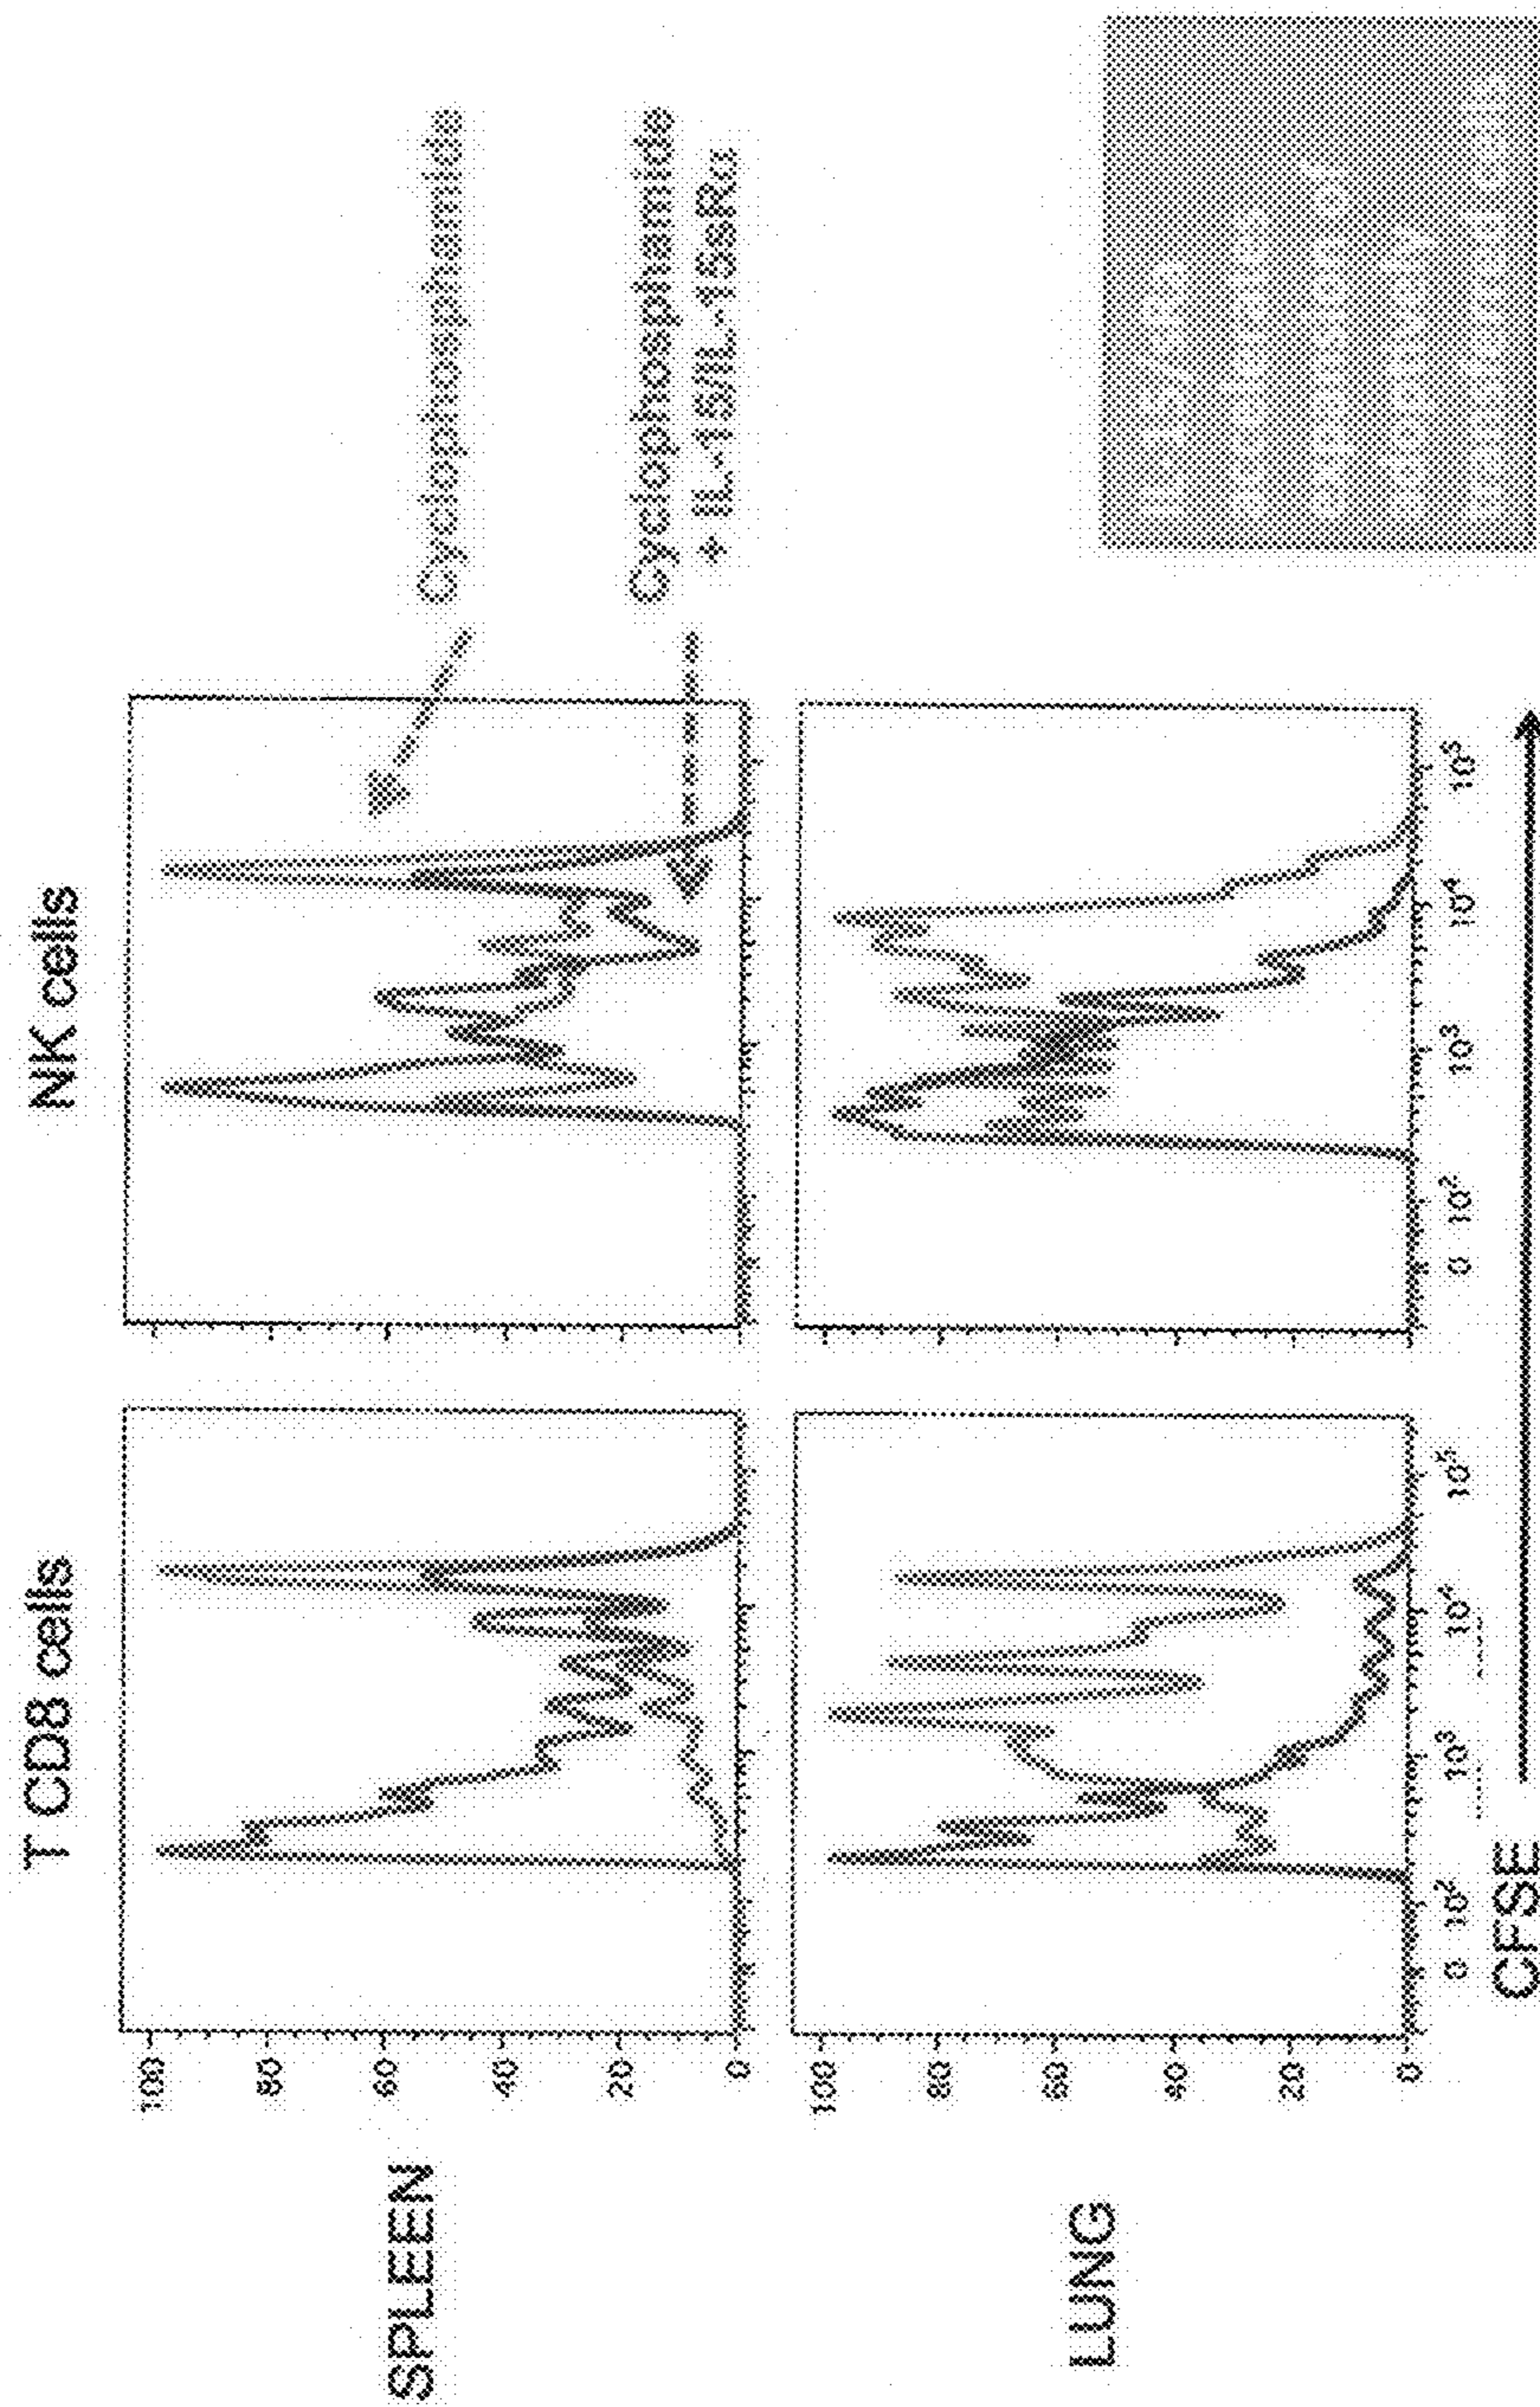 T CD8 cells
NK cells
SPLEEN
100
80
60
40
20
0
Cyclophosphamide
Cyclophosphamide
+ IL-15/IL-15sRα
LUNG
100
80
60
40
20
0
0 10² 10³ 10⁴ 10⁵
0 10² 10³ 10⁴ 10⁵
CFSE